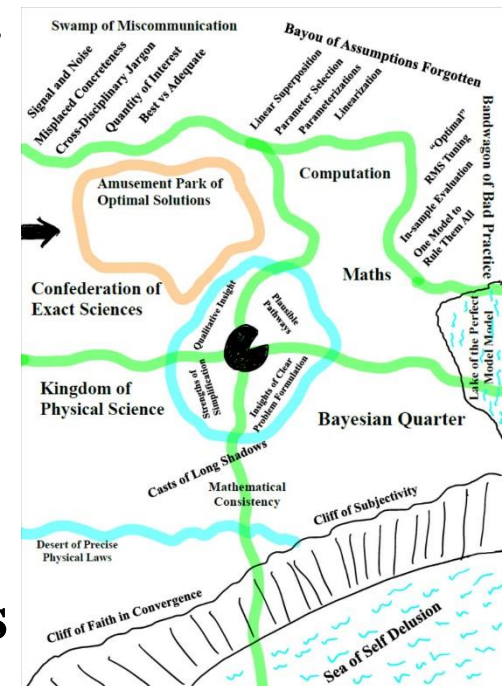 Swamp of Miscommunication
Bayou of Assumptions Forgotten
Signal and Noise
Misplaced Concreteness
Cross-Disciplinary Jargon
Quantity of Interest
Best vs Adequate
Linear Superposition
Parameter Selection
Parameterizations
Linearization
Bandwagon of Bad Practice
"Optimal"
RMS Tuning
In-sample Evaluation
One Model to
Rule Them All
Amusement Park of
Optimal Solutions
Computation
Maths
Confederation of
Exact Sciences
Qualitative Insight
Plausible
Pathways
Strengths of
Simplification
Insights of Clear
Problem Formulation
Lake of the Perfect
Model Model
Kingdom of
Physical Science
Bayesian Quarter
Casts of Long Shadows
Mathematical
Consistency
Desert of Precise
Physical Laws
Cliff of Subjectivity
Cliff of Faith in Convergence
Sea of Self Delusion
s